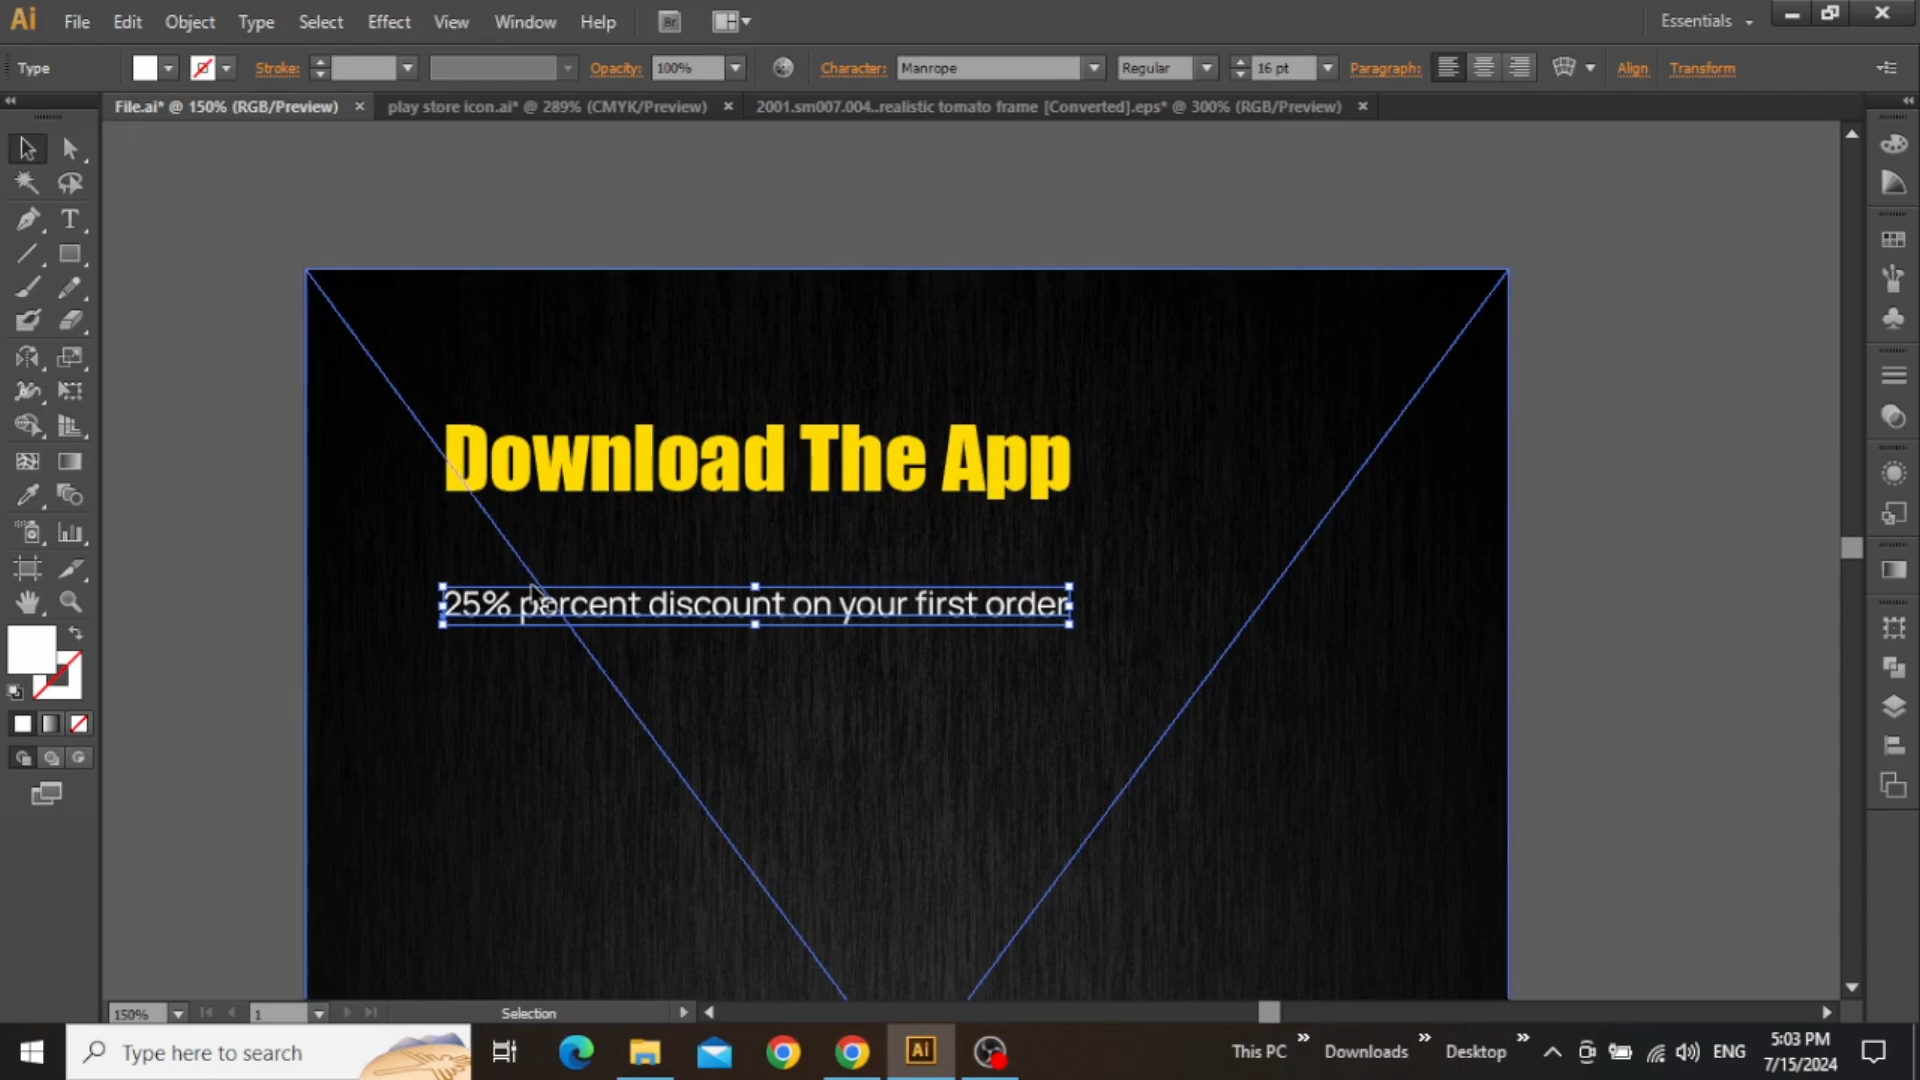 Ai File Edit Object Type Select Effect View Window Help Br Essentials
Type Stroke: Opacity: 100% Character: Manrope Regular 16 pt Paragraph: Align Transform
File.ai* @ 150% (RGB/Preview) play store icon.ai* @ 289% (CMYK/Preview) 2001.sm007.004..realistic tomato frame [Converted].eps* @ 300% (RGB/Preview)
Download The App
25% percent discount on your first order
150% 1 Selection
Type here to search Ai This PC Downloads Desktop ENG 5:03 PM
7/15/2024